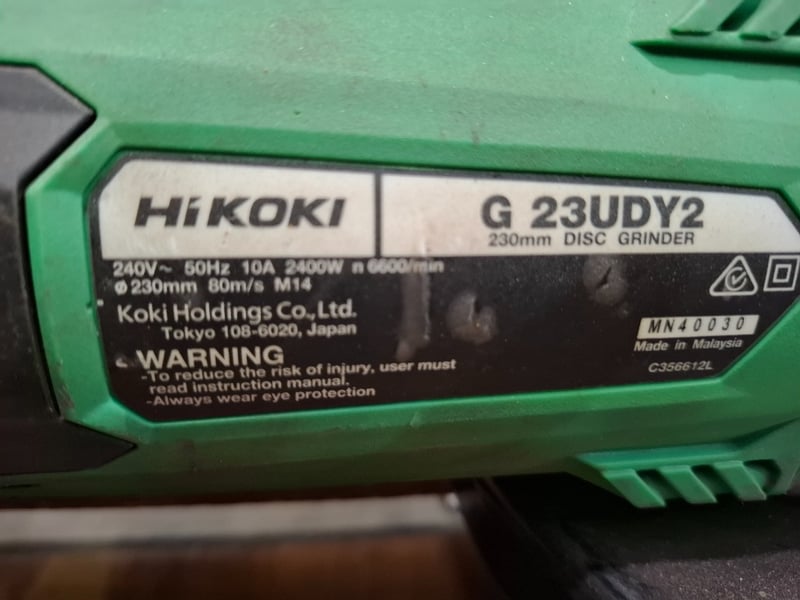 HiKOKI
G 23UDY2
230mm DISC GRINDER
240V~ 50Hz 10A 2400W n 6600/min
ø230mm 80m/s M14
Koki Holdings Co.,Ltd.
Tokyo 108-6020, Japan
MN40030
Made in Malaysia
WARNING
-To reduce the risk of injury, user must
read instruction manual.
-Always wear eye protection
C356612L